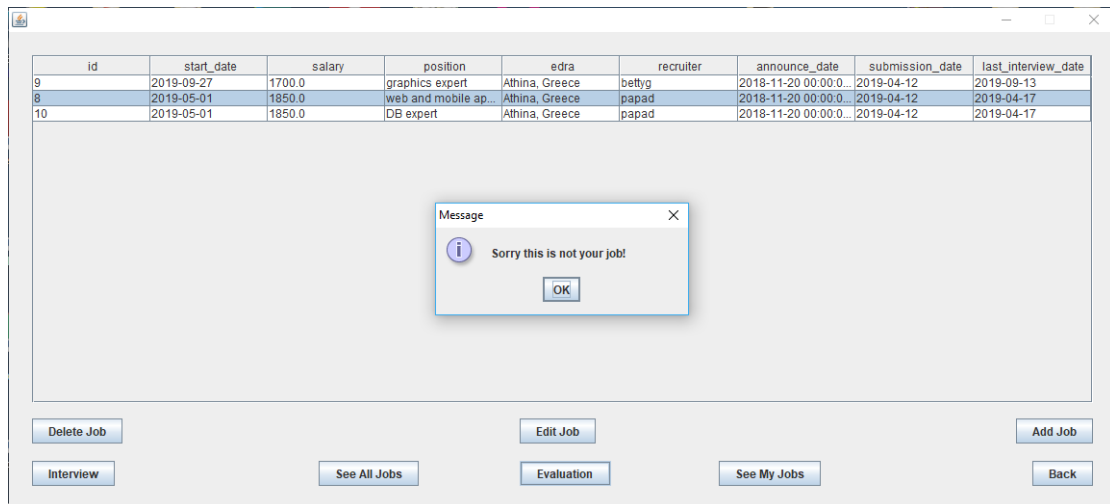 id start_date salary position edra recruiter announce_date submission_date last_interview_date
9 2019-09-27 1700.0 graphics expert Athina, Greece bettyg 2018-11-20 00:00:0... 2019-04-12 2019-09-13
8 2019-05-01 1850.0 web and mobile ap... Athina, Greece papad 2018-11-20 00:00:0... 2019-04-12 2019-04-17
10 2019-05-01 1850.0 DB expert Athina, Greece papad 2018-11-20 00:00:0... 2019-04-12 2019-04-17
Message
Sorry this is not your job!
OK
Delete Job Edit Job Add Job
Interview See All Jobs Evaluation See My Jobs Back